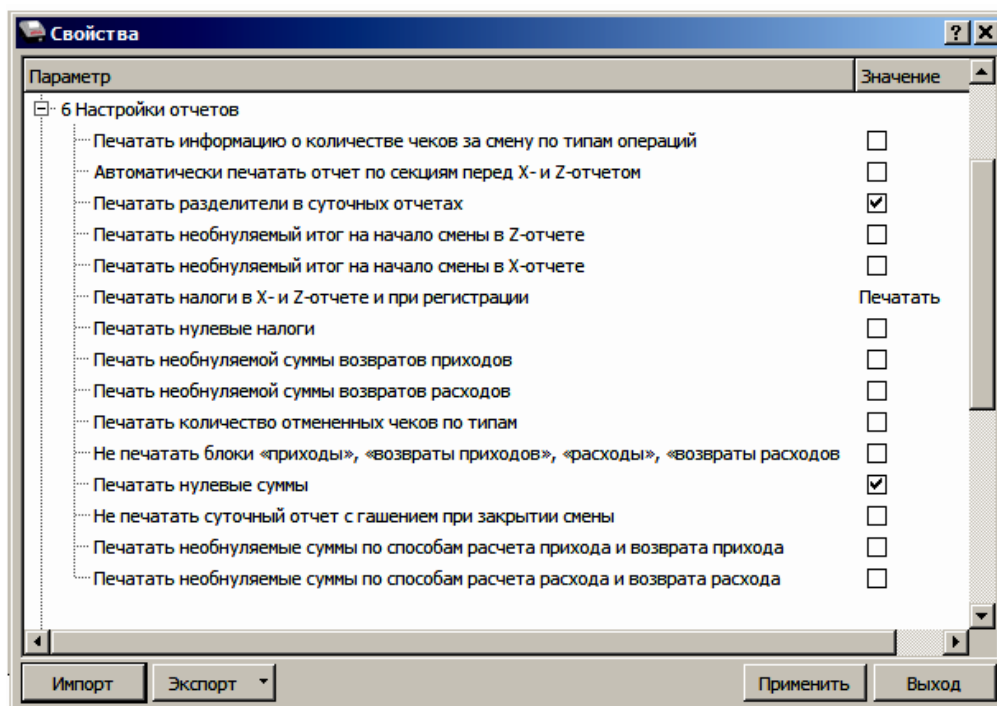 Свойства
Параметр Значение
6 Настройки отчетов
Печатать информацию о количестве чеков за смену по типам операций
Автоматически печатать отчет по секциям перед X- и Z-отчетом
Печатать разделители в суточных отчетах
Печатать необнуляемый итог на начало смены в Z-отчете
Печатать необнуляемый итог на начало смены в X-отчете
Печатать налоги в X- и Z-отчете и при регистрации Печатать
Печатать нулевые налоги
Печать необнуляемой суммы возвратов приходов
Печать необнуляемой суммы возвратов расходов
Печатать количество отмененных чеков по типам
Не печатать блоки «приходы», «возвраты приходов», «расходы», «возвраты расходов
Печатать нулевые суммы
Не печатать суточный отчет с гашением при закрытии смены
Печатать необнуляемые суммы по способам расчета прихода и возврата прихода
Печатать необнуляемые суммы по способам расчета расхода и возврата расхода
Импорт Экспорт Применить Выход